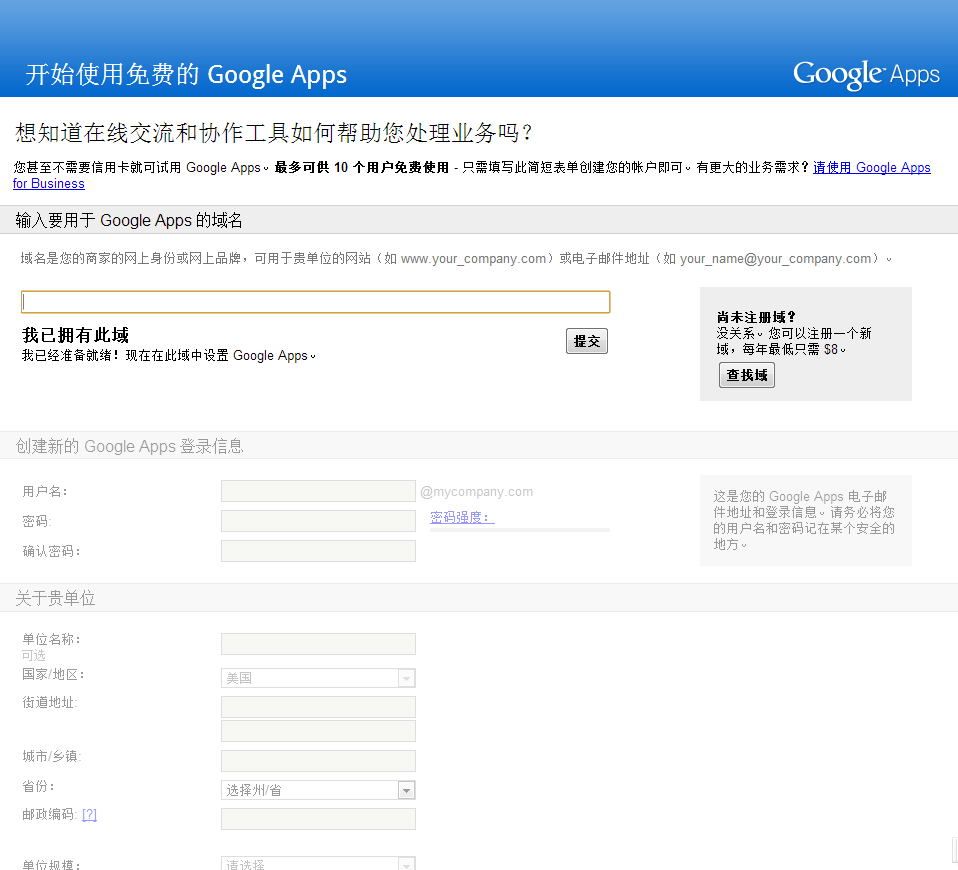 开始使用免费的 Google Apps
Google Apps
想知道在线交流和协作工具如何帮助您处理业务吗？
您甚至不需要信用卡就可试用 Google Apps。最多可供 10 个用户免费使用 - 只需填写此简短表单创建您的帐户即可。有更大的业务需求？请使用 Google Apps
for Business
输入要用于 Google Apps 的域名
域名是您的商家的网上身份或网上品牌，可用于贵单位的网站（如 www.your_company.com）或电子邮件地址（如 your_name@your_company.com）。
我已拥有此域
我已经准备就绪！现在在此域中设置 Google Apps。
提交
尚未注册域？
没关系。您可以注册一个新
域，每年最低只需 $8。
查找域
创建新的 Google Apps 登录信息
用户名：
@mycompany.com
密码:
密码强度：
确认密码：
这是您的 Google Apps 电子邮
件地址和登录信息。请务必将您
的用户名和密码记在某个安全的
地方。
关于贵单位
单位名称：
可选
国家/地区：
美国
街道地址:
城市/乡镇:
省份：
选择州/省
邮政编码: [?]
单位规模：
请选择